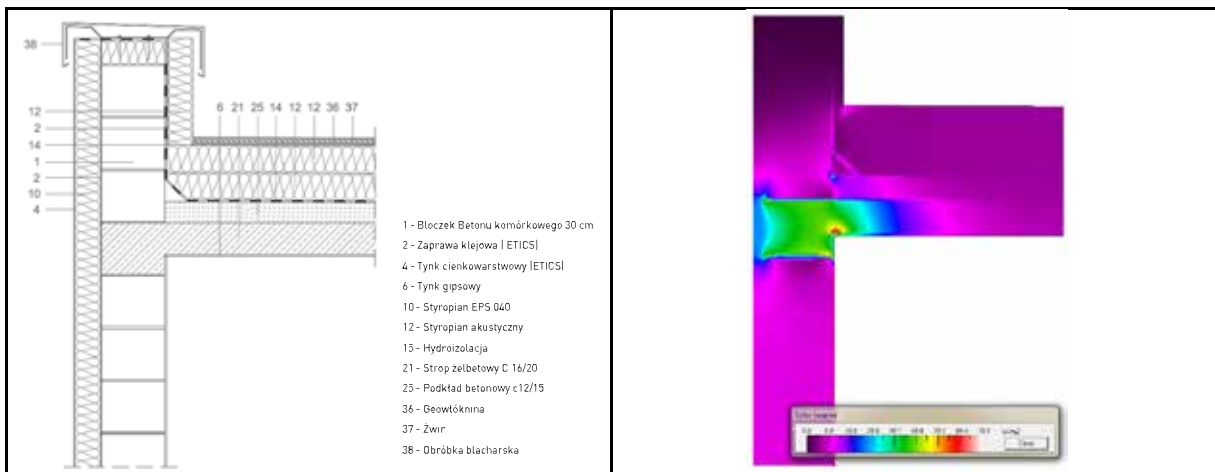 38
12
2
14
1
2
10
4
6 21 25 14 12 12 36 37
1 - Bloczek Betonu komórkowego 30 cm
2 - Zaprawa klejowa (ETICS)
4 - Tynk cienkowarstwowy (ETICS)
6 - Tynk gipsowy
10 - Styropian EPS 040
12 - Styropian akustyczny
15 - Hydroizolacja
21 - Strop żelbetowy C 16/20
25 - Podkład betonowy c12/15
36 - Geowłóknina
37 - Żwir
38 - Obróbka blacharska